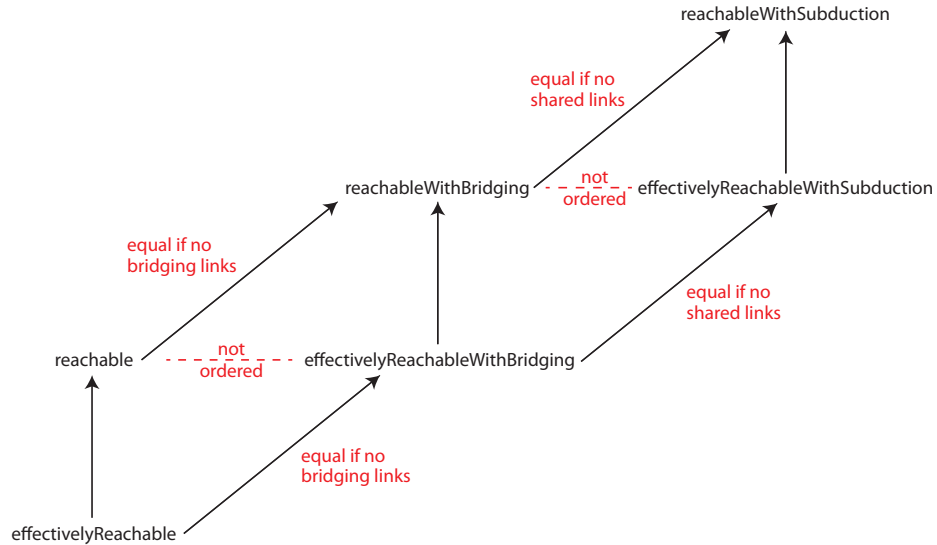 reachableWithSubduction
equal if no
shared links
reachableWithBridging
not
ordered
effectivelyReachableWithSubduction
equal if no
bridging links
equal if no
shared links
reachable
not
ordered
effectivelyReachableWithBridging
equal if no
bridging links
effectivelyReachable